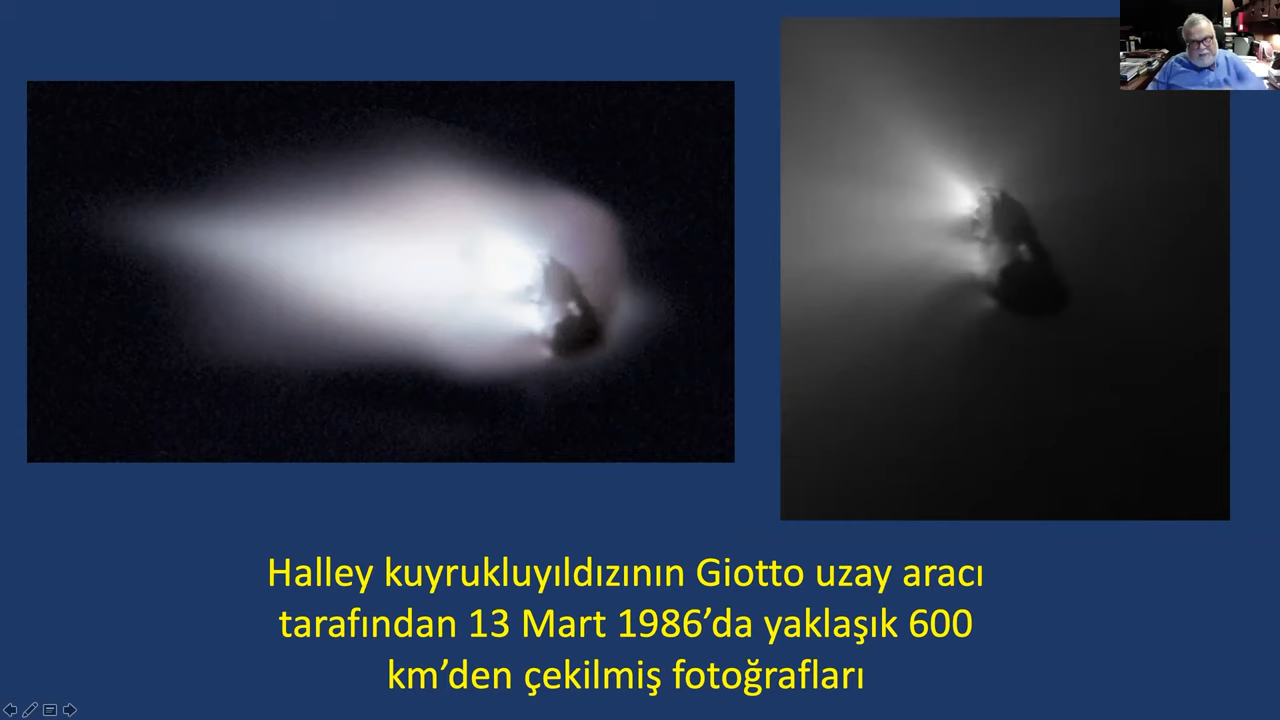 Halley kuyrukluyıldızının Giotto uzay aracı
tarafından 13 Mart 1986’da yaklaşık 600
km’den çekilmiş fotoğrafları